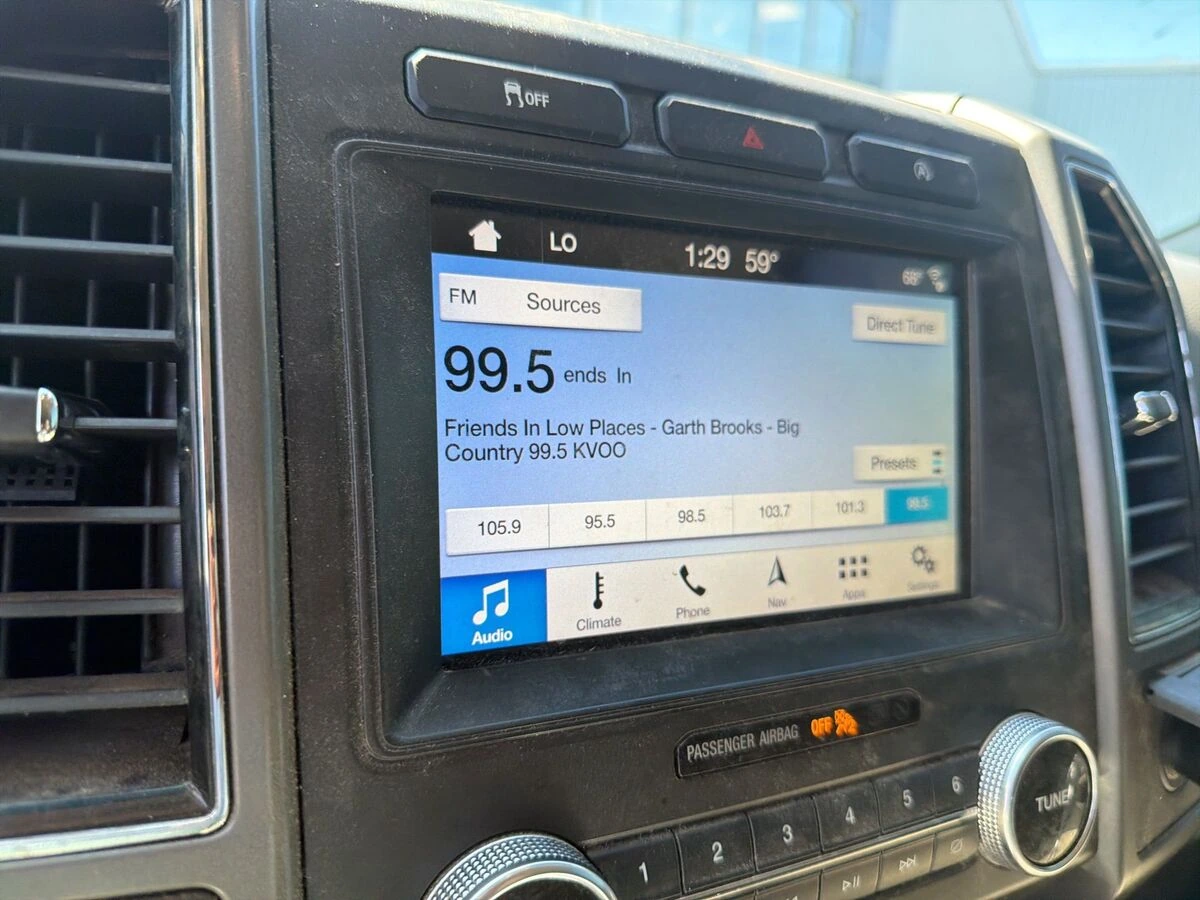 OFF
LO 1:29 59° 68°
FM Sources
Direct Tune
99.5 ends In
Friends In Low Places - Garth Brooks - Big
Country 99.5 KVOO
Presets
105.9 95.5 98.5 103.7 101.3 99.5
Audio Climate Phone Nav Apps Settings
PASSENGER AIRBAG OFF
1 2 3 4 5 6
TUNE